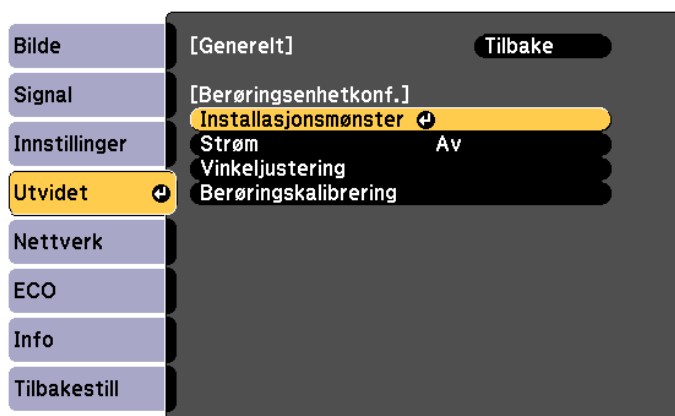 Bilde
Signal
Innstillinger
Utvidet
Nettverk
ECO
Info
Tilbakestill
[Generelt] Tilbake
[Berøringsenhetkonf.]
Installasjonsmønster
Strøm Av
Vinkeljustering
Berøringskalibrering